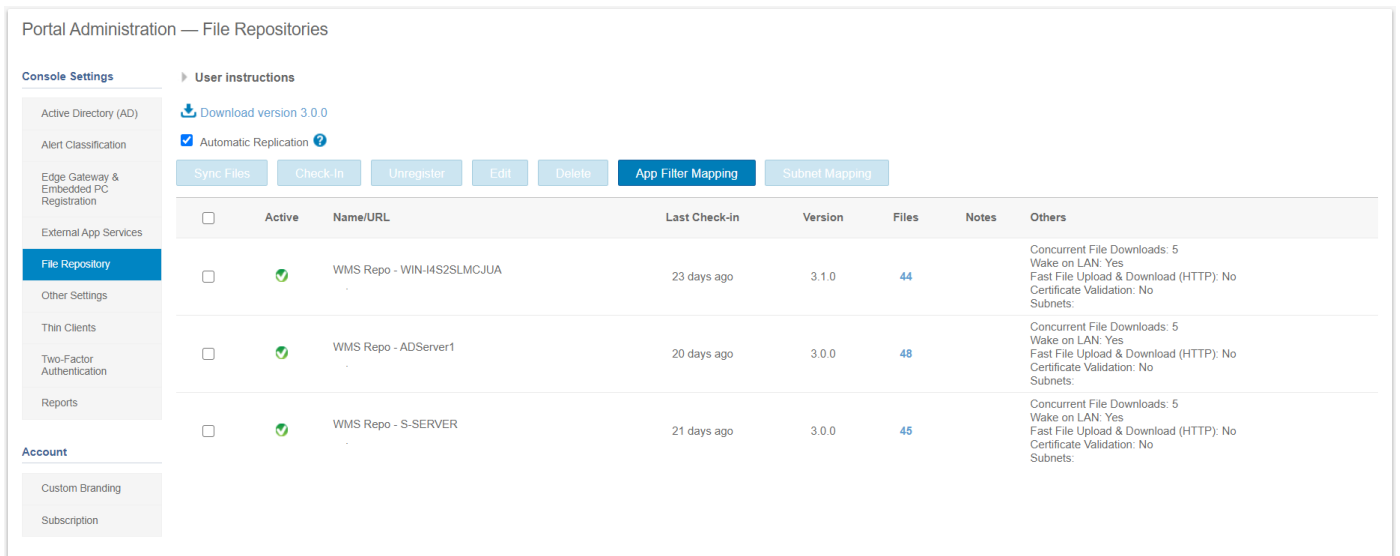 Portal Administration — File Repositories
Console Settings
Active Directory (AD)
Alert Classification
Edge Gateway &
Embedded PC
Registration
External App Services
File Repository
Other Settings
Thin Clients
Two-Factor
Authentication
Reports
Account
Custom Branding
Subscription
User instructions
Download version 3.0.0
Automatic Replication ?
Sync Files Check-In Unregister Edit Delete App Filter Mapping Subnet Mapping
Active Name/URL Last Check-in Version Files Notes Others
WMS Repo - WIN-I4S2SLMCJUA 23 days ago 3.1.0 44
Concurrent File Downloads: 5
Wake on LAN: Yes
Fast File Upload & Download (HTTP): No
Certificate Validation: No
Subnets:
WMS Repo - ADServer1 20 days ago 3.0.0 48
Concurrent File Downloads: 5
Wake on LAN: Yes
Fast File Upload & Download (HTTP): No
Certificate Validation: No
Subnets:
WMS Repo - S-SERVER 21 days ago 3.0.0 45
Concurrent File Downloads: 5
Wake on LAN: Yes
Fast File Upload & Download (HTTP): No
Certificate Validation: No
Subnets: